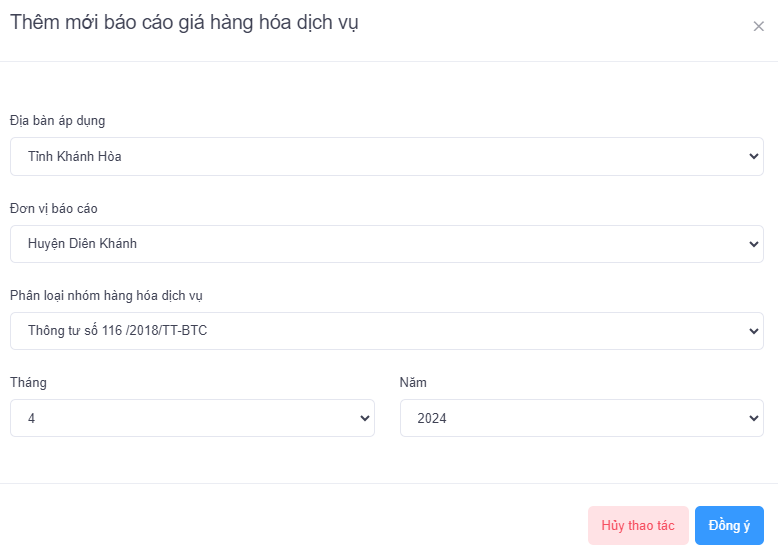 Thêm mới báo cáo giá hàng hóa dịch vụ
Địa bàn áp dụng
Tỉnh Khánh Hòa
Đơn vị báo cáo
Huyện Diên Khánh
Phân loại nhóm hàng hóa dịch vụ
Thông tư số 116 /2018/TT-BTC
Tháng Năm
4 2024
Hủy thao tác Đồng ý